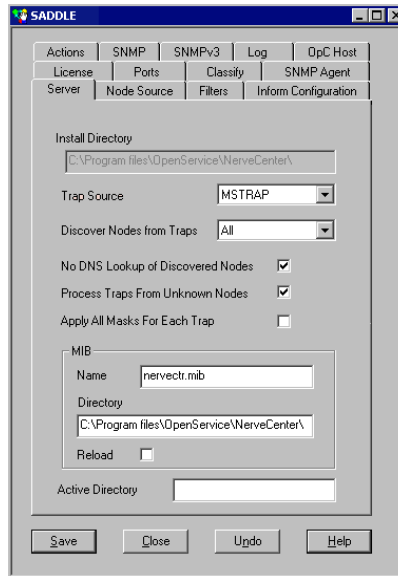 SADDLE
Actions SNMP SNMPv3 Log OpC Host
License Ports Classify SNMP Agent
Server Node Source Filters Inform Configuration
Install Directory
C:\Program files\OpenService\NerveCenter\
Trap Source MSTRAP
Discover Nodes from Traps All
No DNS Lookup of Discovered Nodes
Process Traps From Unknown Nodes
Apply All Masks For Each Trap
MIB
Name nervectr.mib
Directory
C:\Program files\OpenService\NerveCenter\
Reload
Active Directory
Save Close Undo Help